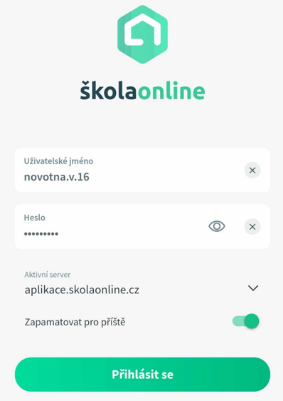 školaonline
Uživatelské jméno
novotna.v.16
Heslo
•••••••••
Aktivní server
aplikace.skolaonline.cz
Zapamatovat pro příště
Přihlásit se